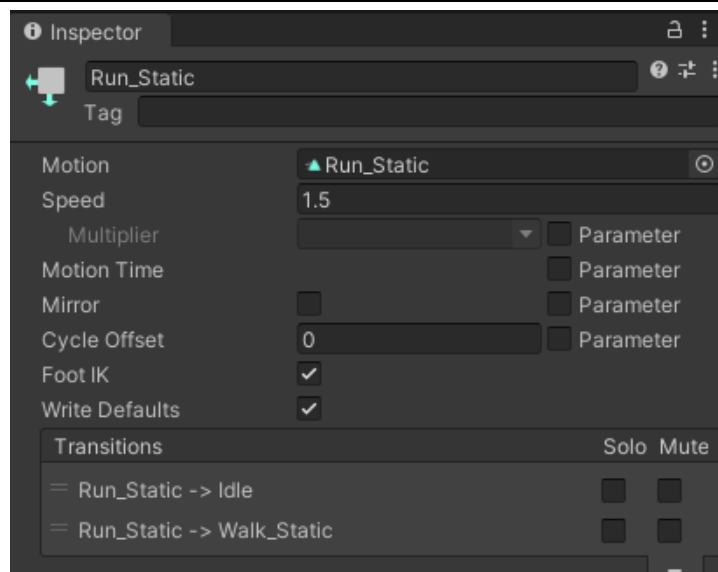 Inspector
Run_Static
Tag
Motion Run_Static
Speed 1.5
Multiplier Parameter
Motion Time Parameter
Mirror Parameter
Cycle Offset 0 Parameter
Foot IK
Write Defaults
Transitions Solo Mute
Run_Static -> Idle
Run_Static -> Walk_Static